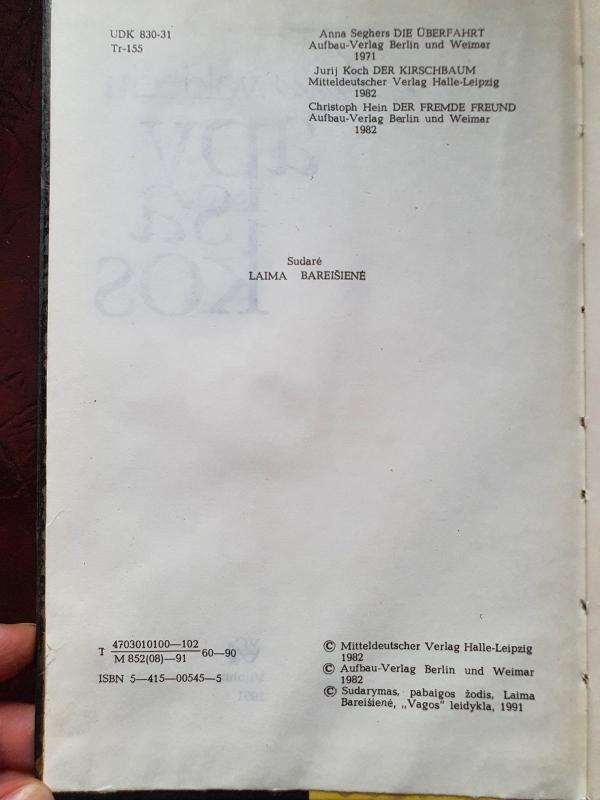 UDK 830-31
Tr-155
Anna Seghers DIE ÜBERFAHRT
Aufbau-Verlag Berlin und Weimar
1971
Jurij Koch DER KIRSCHBAUM
Mitteldeutscher Verlag Halle-Leipzig
1982
Christoph Hein DER FREMDE FREUND
Aufbau-Verlag Berlin und Weimar
1982
Sudarė
LAIMA BAREIŠIENĖ
T 4703010100—102
M 852(08)—91 60—90
ISBN 5—415—00545—5
© Mitteldeutscher Verlag Halle-Leipzig
1982
© Aufbau-Verlag Berlin und Weimar
1982
© Sudarymas, pabaigos žodis, Laima
Bareišienė, „Vagos" leidykla, 1991